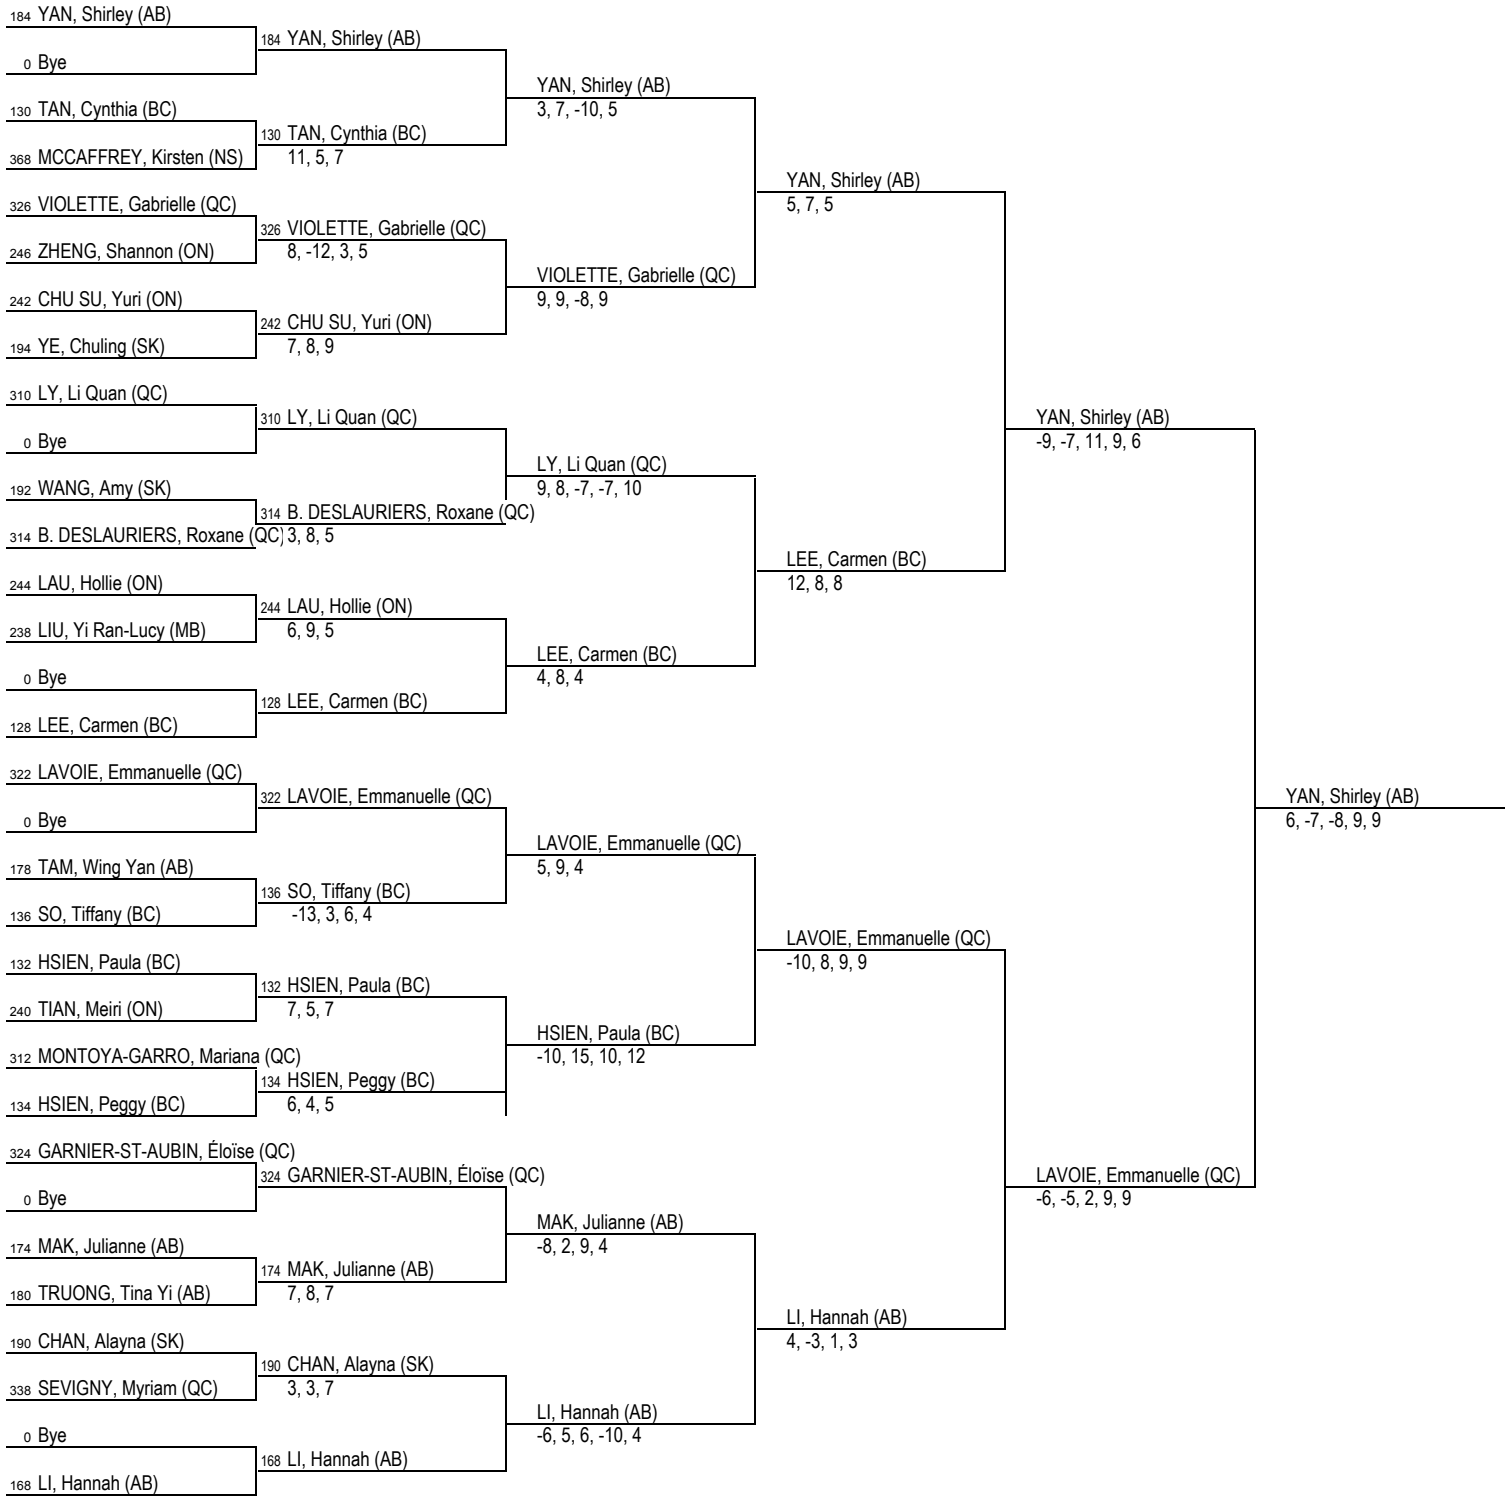 184 YAN, Shirley (AB)
0 Bye
130 TAN, Cynthia (BC)
368 MCCAFFREY, Kirsten (NS)
326 VIOLETTE, Gabrielle (QC)
246 ZHENG, Shannon (ON)
242 CHU SU, Yuri (ON)
194 YE, Chuling (SK)
310 LY, Li Quan (QC)
0 Bye
192 WANG, Amy (SK)
314 B. DESLAURIERS, Roxane (QC)
244 LAU, Hollie (ON)
238 LIU, Yi Ran-Lucy (MB)
0 Bye
128 LEE, Carmen (BC)
322 LAVOIE, Emmanuelle (QC)
0 Bye
178 TAM, Wing Yan (AB)
136 SO, Tiffany (BC)
132 HSIEN, Paula (BC)
240 TIAN, Meiri (ON)
312 MONTOYA-GARRO, Mariana (QC)
134 HSIEN, Peggy (BC)
324 GARNIER-ST-AUBIN, Éloïse (QC)
0 Bye
174 MAK, Julianne (AB)
180 TRUONG, Tina Yi (AB)
190 CHAN, Alayna (SK)
338 SEVIGNY, Myriam (QC)
0 Bye
168 LI, Hannah (AB)
184 YAN, Shirley (AB)
130 TAN, Cynthia (BC)
11, 5, 7
326 VIOLETTE, Gabrielle (QC)
8, -12, 3, 5
242 CHU SU, Yuri (ON)
7, 8, 9
310 LY, Li Quan (QC)
314 B. DESLAURIERS, Roxane (QC)
3, 8, 5
244 LAU, Hollie (ON)
6, 9, 5
128 LEE, Carmen (BC)
322 LAVOIE, Emmanuelle (QC)
136 SO, Tiffany (BC)
-13, 3, 6, 4
132 HSIEN, Paula (BC)
7, 5, 7
134 HSIEN, Peggy (BC)
6, 4, 5
324 GARNIER-ST-AUBIN, Éloïse (QC)
174 MAK, Julianne (AB)
7, 8, 7
190 CHAN, Alayna (SK)
3, 3, 7
168 LI, Hannah (AB)
YAN, Shirley (AB)
3, 7, -10, 5
VIOLETTE, Gabrielle (QC)
9, 9, -8, 9
LY, Li Quan (QC)
9, 8, -7, -7, 10
LEE, Carmen (BC)
4, 8, 4
LAVOIE, Emmanuelle (QC)
5, 9, 4
HSIEN, Paula (BC)
-10, 15, 10, 12
MAK, Julianne (AB)
-8, 2, 9, 4
LI, Hannah (AB)
-6, 5, 6, -10, 4
YAN, Shirley (AB)
5, 7, 5
LEE, Carmen (BC)
12, 8, 8
LAVOIE, Emmanuelle (QC)
-10, 8, 9, 9
LI, Hannah (AB)
4, -3, 1, 3
YAN, Shirley (AB)
-9, -7, 11, 9, 6
LAVOIE, Emmanuelle (QC)
-6, -5, 2, 9, 9
YAN, Shirley (AB)
6, -7, -8, 9, 9